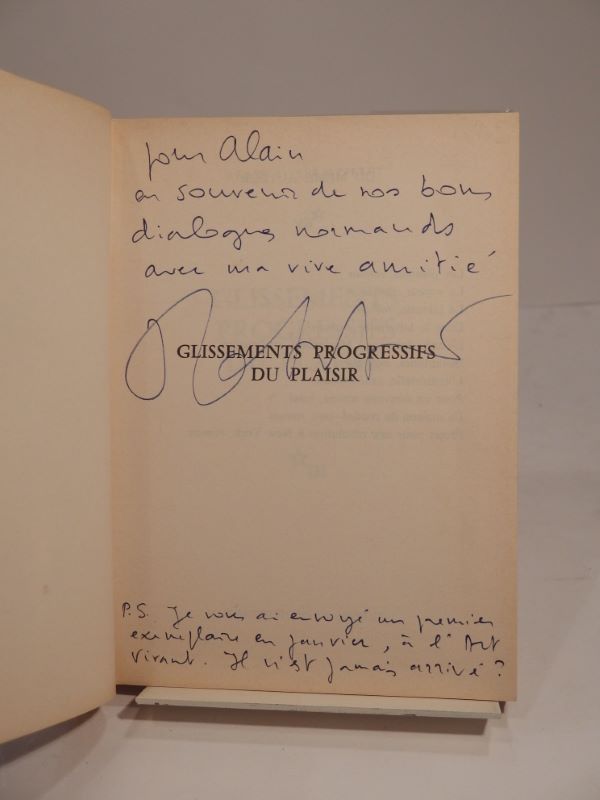 pour Alain
en souvenir de nos bons
dialogues normands
avec ma vive amitié
GLISSEMENTS PROGRESSIFS
DU PLAISIR
P.S. Je vous ai envoyé un premier
exemplaire en janvier, à l'Art
vivant. Il n'est jamais arrivé ?